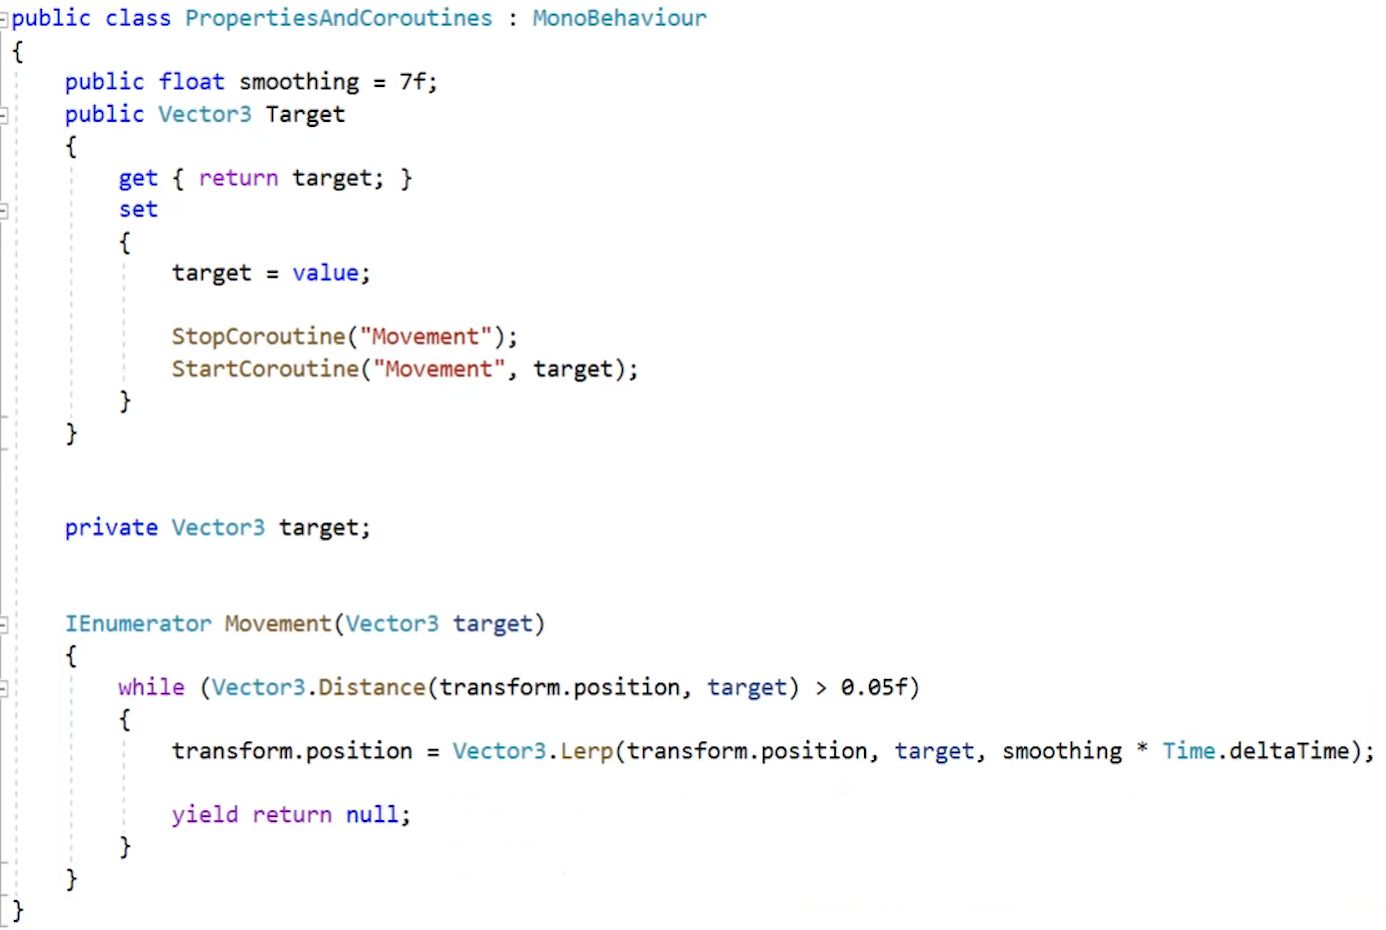 public class PropertiesAndCoroutines : MonoBehaviour
{
    public float smoothing = 7f;
    public Vector3 Target
    {
        get { return target; }
        set
        {
            target = value;

            StopCoroutine("Movement");
            StartCoroutine("Movement", target);
        }
    }


    private Vector3 target;


    IEnumerator Movement(Vector3 target)
    {
        while (Vector3.Distance(transform.position, target) > 0.05f)
        {
            transform.position = Vector3.Lerp(transform.position, target, smoothing * Time.deltaTime);

            yield return null;
        }
    }
}